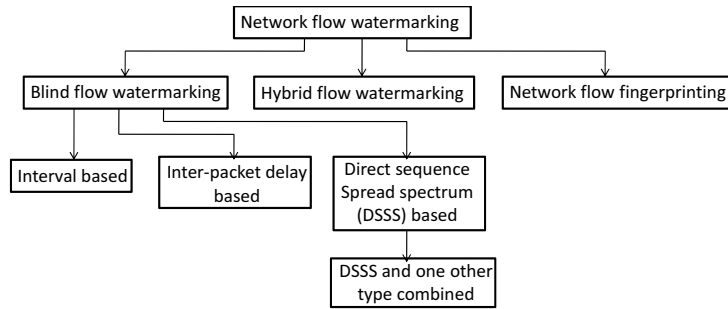 Network flow watermarking
Blind flow watermarking
Hybrid flow watermarking
Network flow fingerprinting
Interval based
Inter-packet delay
based
Direct sequence
Spread spectrum
(DSSS) based
DSSS and one other
type combined